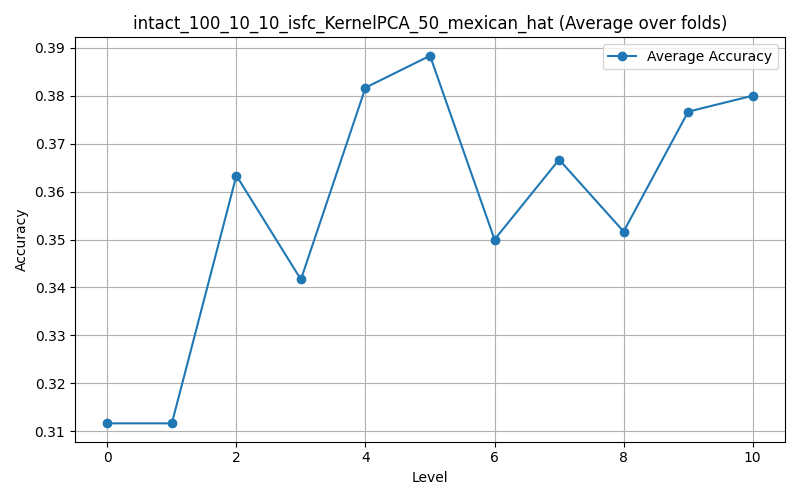 intact_100_10_10_isfc_KernelPCA_50_mexican_hat (Average over folds)
Average Accuracy
Accuracy
0.39
0.38
0.37
0.36
0.35
0.34
0.33
0.32
0.31
0 2 4 6 8 10
Level